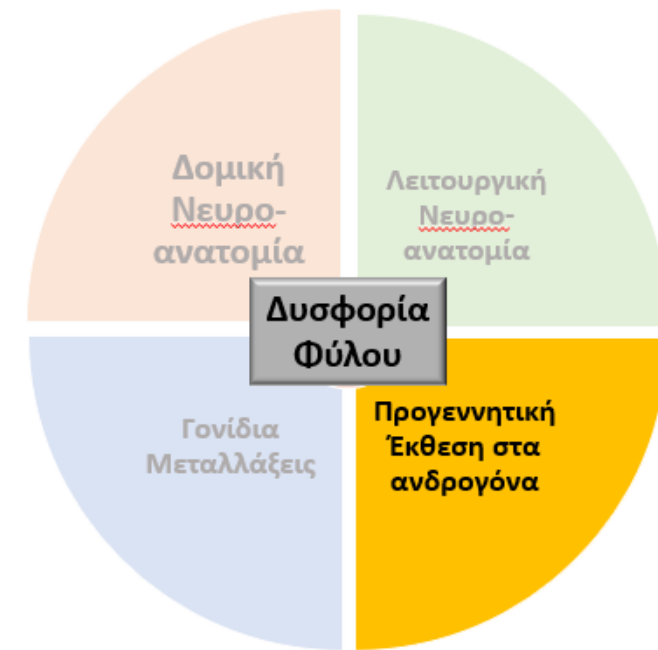 Δομική
Νευρο-
ανατομία
Λειτουργική
Νευρο-
ανατομία
Δυσφορία
Φύλου
Γονίδια
Μεταλλάξεις
Προγεννητική
Έκθεση στα
ανδρογόνα